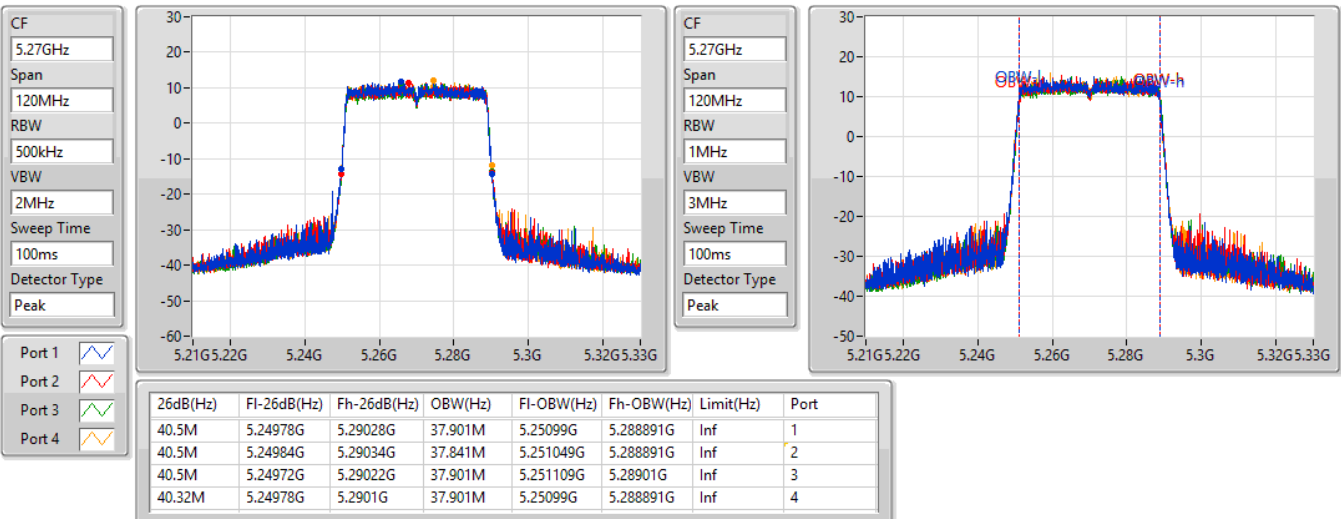 CF
5.27GHz
Span
120MHz
RBW
500kHz
VBW
2MHz
Sweep Time
100ms
Detector Type
Peak
30
20
10
0
-10
-20
-30
-40
-50
-60
5.21G 5.22G 5.24G 5.26G 5.28G 5.3G 5.32G 5.33G
CF
5.27GHz
Span
120MHz
RBW
1MHz
VBW
3MHz
Sweep Time
100ms
Detector Type
Peak
30
20
10
0
-10
-20
-30
-40
-50
OBW-l OBW-h
5.21G 5.22G 5.24G 5.26G 5.28G 5.3G 5.32G 5.33G
Port 1
Port 2
Port 3
Port 4
26dB(Hz) Fl-26dB(Hz) Fh-26dB(Hz) OBW(Hz) Fl-OBW(Hz) Fh-OBW(Hz) Limit(Hz) Port
40.5M 5.24978G 5.29028G 37.901M 5.25099G 5.288891G Inf 1
40.5M 5.24984G 5.29034G 37.841M 5.251049G 5.288891G Inf 2
40.5M 5.24972G 5.29022G 37.901M 5.251109G 5.28901G Inf 3
40.32M 5.24978G 5.2901G 37.901M 5.25099G 5.288891G Inf 4